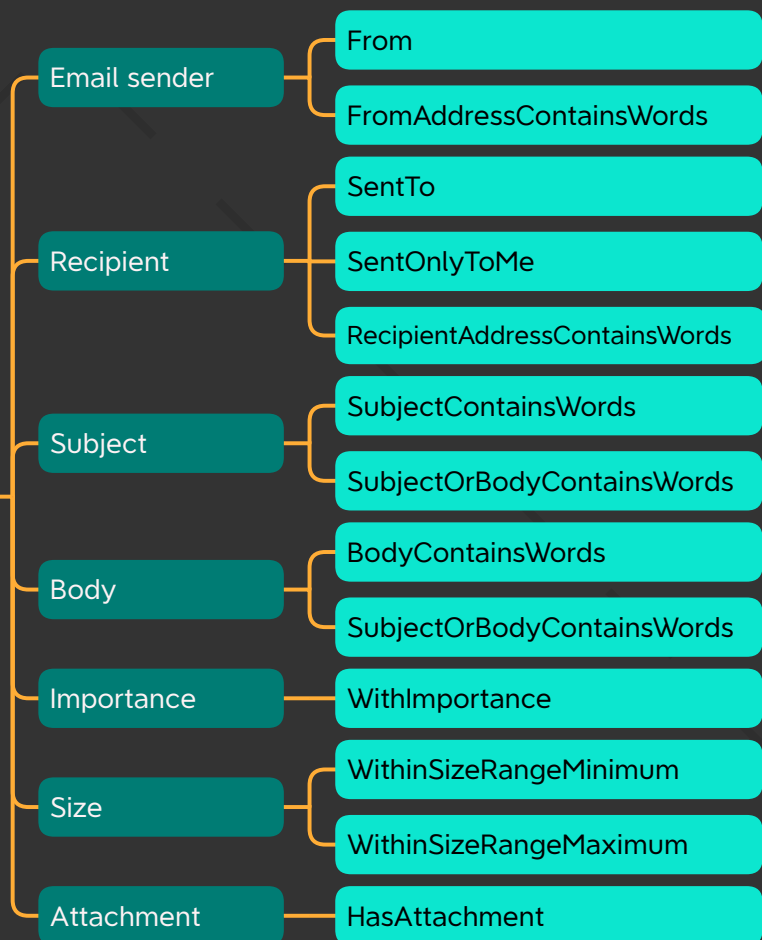 Email sender
From
FromAddressContainsWords
Recipient
SentTo
SentOnlyToMe
RecipientAddressContainsWords
Subject
SubjectContainsWords
SubjectOrBodyContainsWords
Body
BodyContainsWords
SubjectOrBodyContainsWords
Importance
WithImportance
Size
WithinSizeRangeMinimum
WithinSizeRangeMaximum
Attachment
HasAttachment